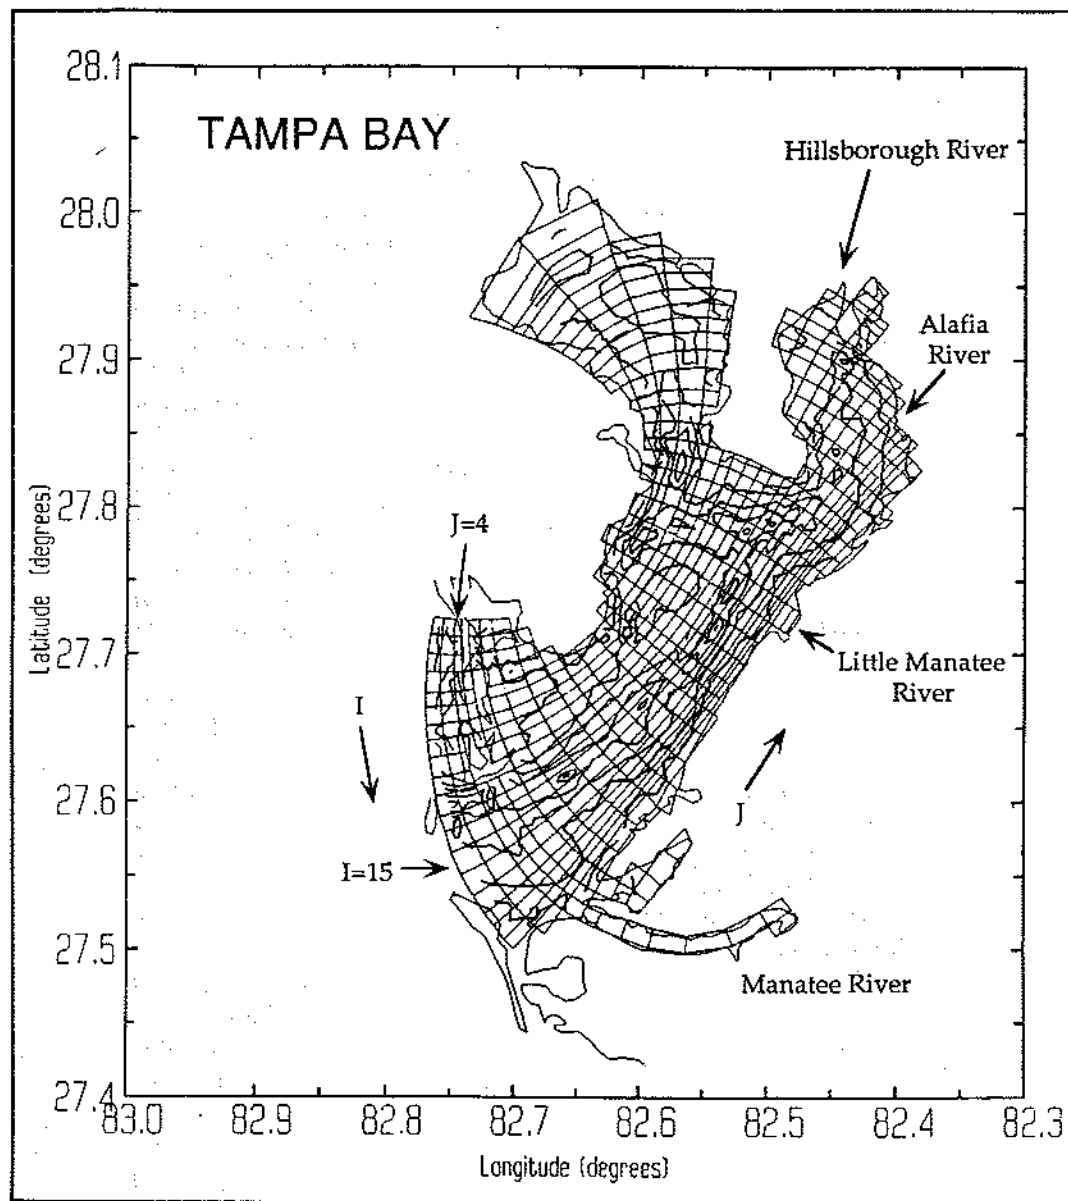 28.1
TAMPA BAY
Hillsborough River
28.0
Alafia
River
27.9
27.8
J=4
Latitude (degrees)
27.7
Little Manatee
River
I
27.6
J
I=15
27.5
Manatee River
27.4
83.0 82.9 82.8 82.7 82.6 82.5 82.4 82.3
Longitude (degrees)